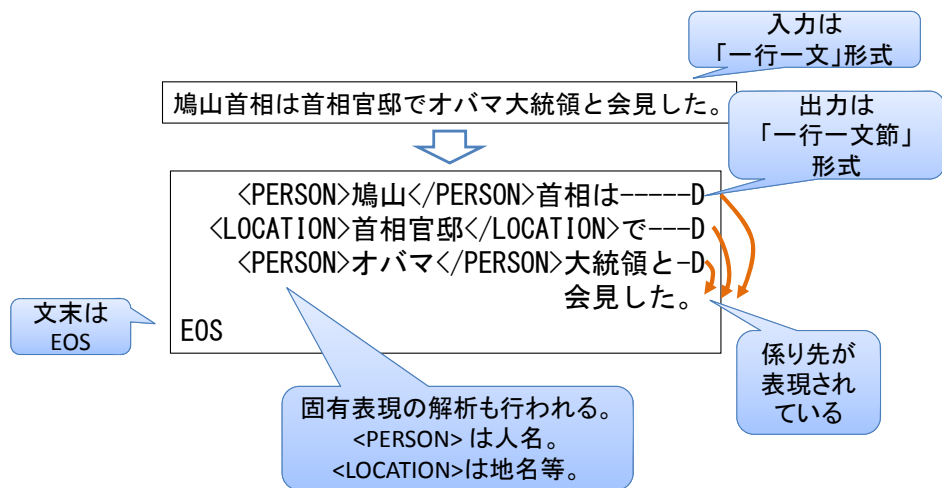 入力は
「一行一文」形式
鳩山首相は首相官邸でオバマ大統領と会見した。
出力は
「一行一文節」
形式
<PERSON>鳩山</PERSON>首相は-----D
<LOCATION>首相官邸</LOCATION>で---D
<PERSON>オバマ</PERSON>大統領と-D
会見した。
EOS
文末は
EOS
係り先が
表現され
ている
固有表現の解析も行われる。
<PERSON> は人名。
<LOCATION>は地名等。